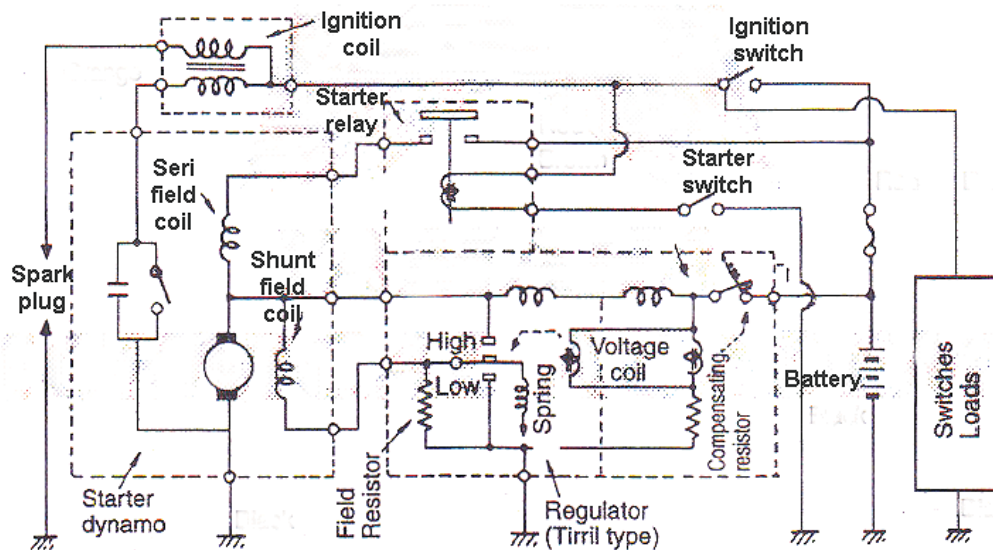 Ignition
coil
Ignition
switch
Starter
relay
Starter
switch
Seri
field
coil
Shunt
field
coil
Spark
plug
High
Low
Spring
Voltage
coil
Compensating
resistor
Battery
Switches
Loads
Starter
dynamo
Field
Resistor
Regulator
(Tirril type)